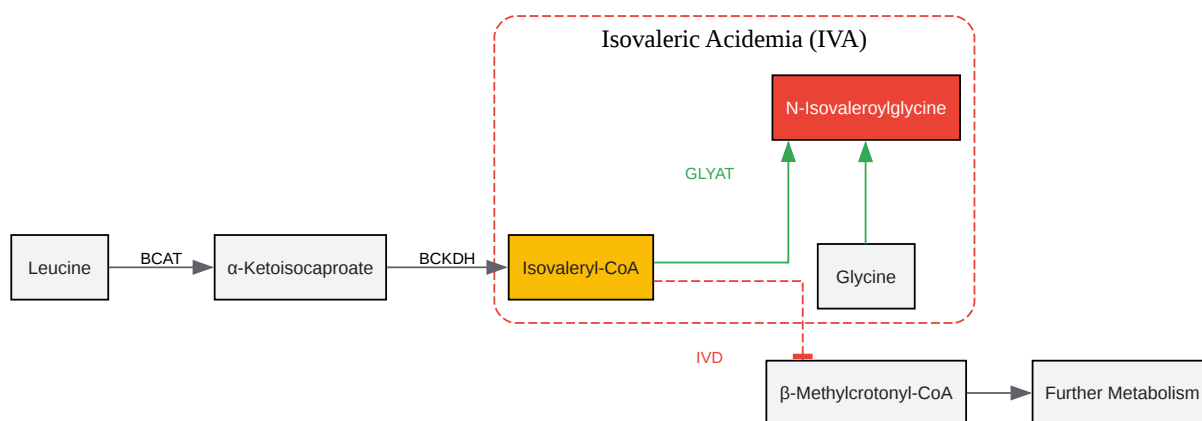 Isovaleric Acidemia (IVA)
N-Isovaleroylglycine
GLYAT
Leucine
BCAT
α-Ketoisocaproate
BCKDH
Isovaleryl-CoA
Glycine
IVD
β-Methylcrotonyl-CoA
Further Metabolism